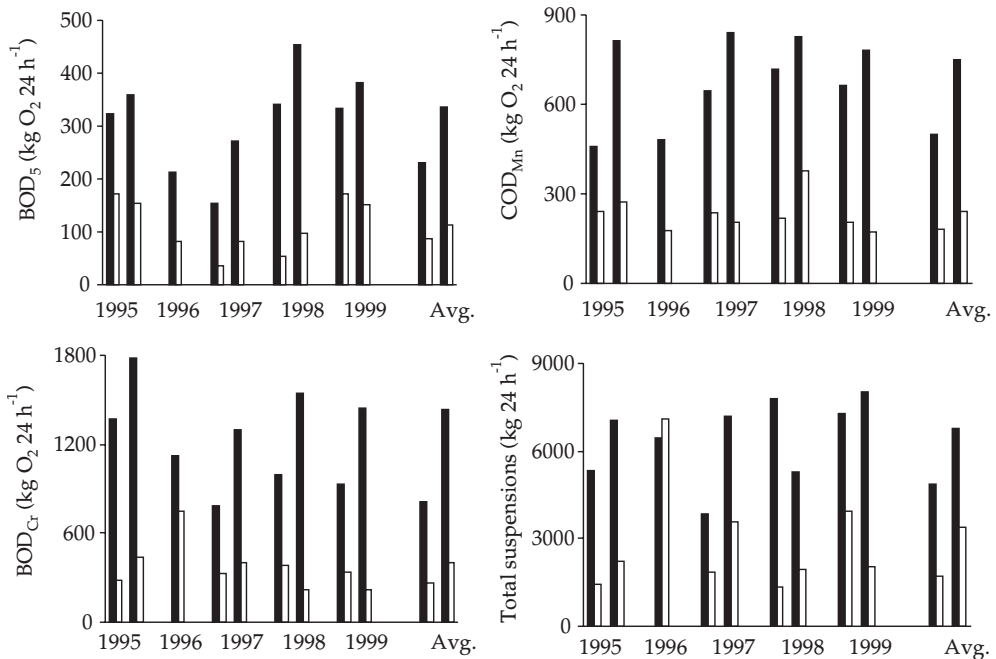 BOD5 (kg O2 24 h-1)
500
400
300
200
100
0
1995 1996 1997 1998 1999 Avg.
CODMn (kg O2 24 h-1)
900
600
300
0
1995 1996 1997 1998 1999 Avg.
BODCr (kg O2 24 h-1)
1800
1200
600
0
1995 1996 1997 1998 1999 Avg.
Total suspensions (kg 24 h-1)
9000
6000
3000
0
1995 1996 1997 1998 1999 Avg.